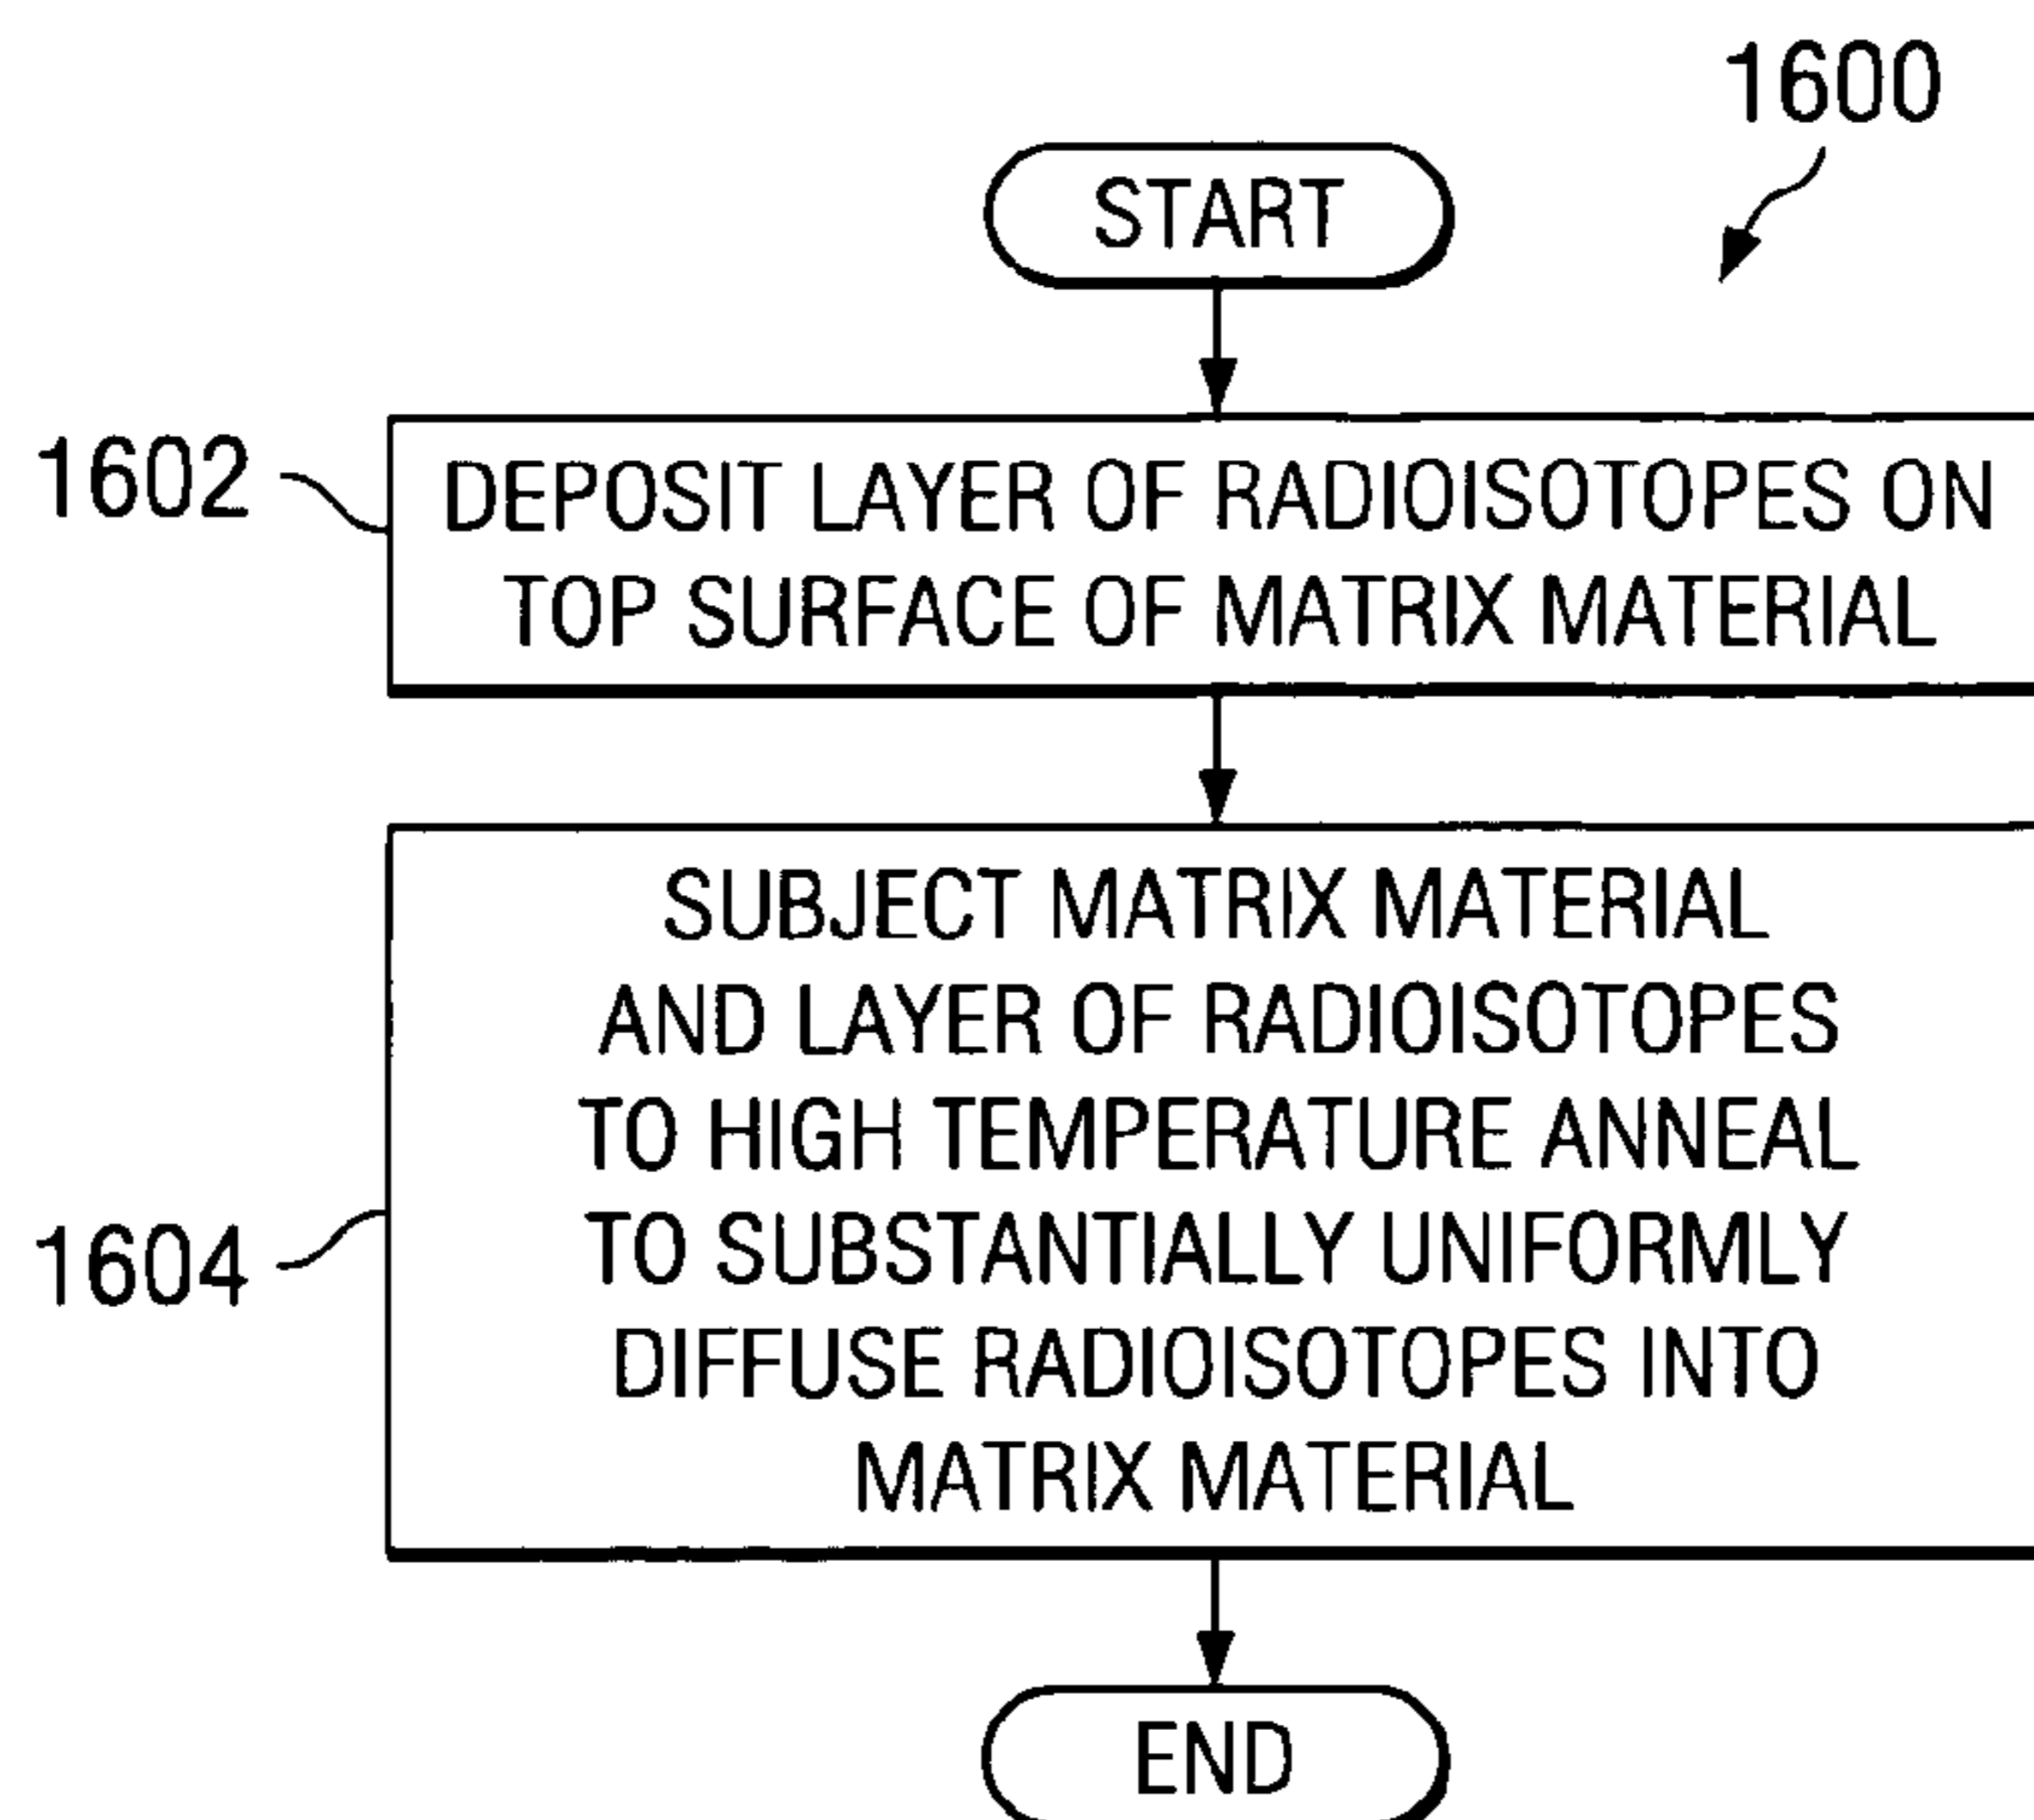 1600
START
1602
DEPOSIT LAYER OF RADIOISOTOPES ON
TOP SURFACE OF MATRIX MATERIAL
SUBJECT MATRIX MATERIAL
AND LAYER OF RADIOISOTOPES
TO HIGH TEMPERATURE ANNEAL
TO SUBSTANTIALLY UNIFORMLY
DIFFUSE RADIOISOTOPES INTO
MATRIX MATERIAL
1604
END